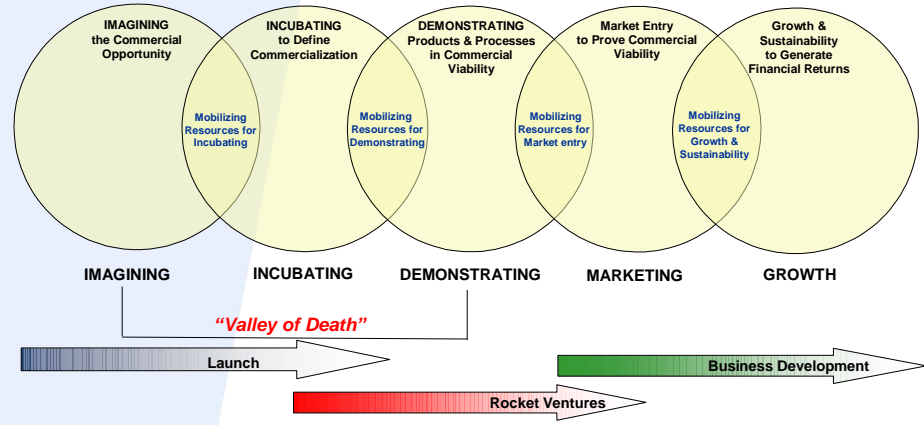 IMAGINING
the Commercial
Opportunity
INCUBATING
to Define
Commercialization
DEMONSTRATING
Products & Processes
in Commercial
Viability
Market Entry
to Prove Commercial
Viability
Growth &
Sustainability
to Generate
Financial Returns
Mobilizing
Resources for
Incubating
Mobilizing
Resources for
Demonstrating
Mobilizing
Resources for
Market entry
Mobilizing
Resources for
Growth &
Sustainability
IMAGINING
INCUBATING
DEMONSTRATING
MARKETING
GROWTH
“Valley of Death”
Launch
Business Development
Rocket Ventures